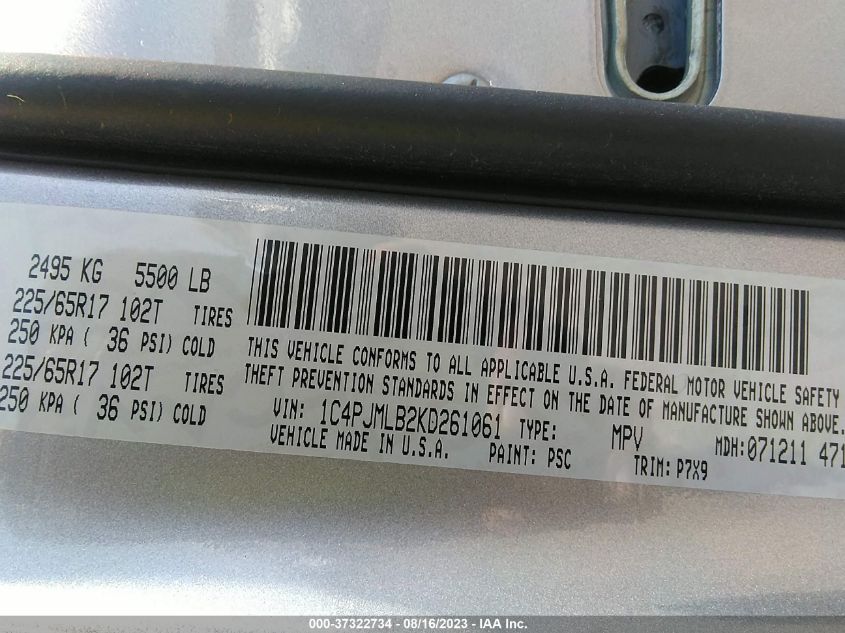 2495 KG 5500 LB
225/65R17 102T TIRES
250 KPA ( 36 PSI) COLD
225/65R17 102T TIRES
250 KPA ( 36 PSI) COLD
THIS VEHICLE CONFORMS TO ALL APPLICABLE U.S.A. FEDERAL MOTOR VEHICLE SAFETY
THEFT PREVENTION STANDARDS IN EFFECT ON THE DATE OF MANUFACTURE SHOWN ABOVE.
VIN: 1C4PJMLB2KD261061 TYPE: MPV MDH:071211 471
VEHICLE MADE IN U.S.A. PAINT: PSC TRIM: P7X9
000-37322734 - 08/16/2023 - IAA Inc.